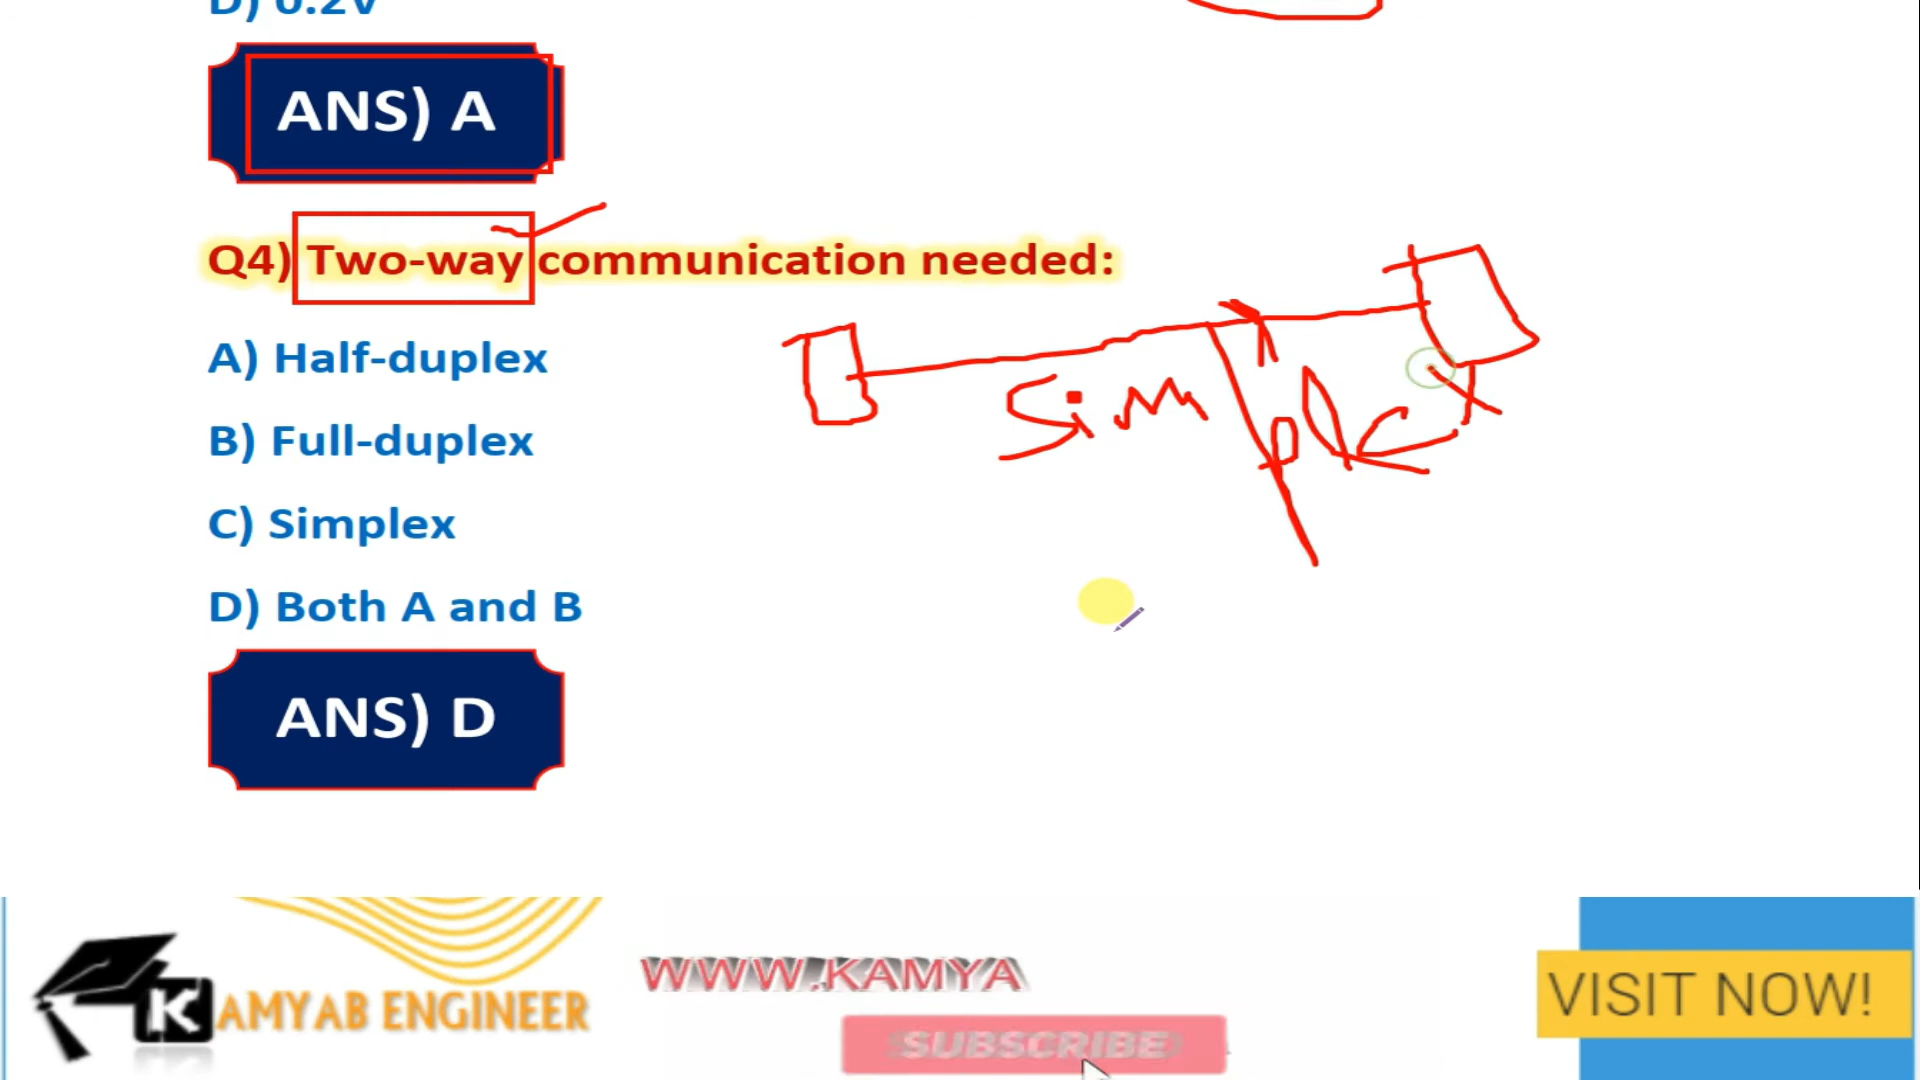 D) 0.2V
ANS) A
Q4) Two-way communication needed:
A) Half-duplex
B) Full-duplex
C) Simplex
D) Both A and B
Simplex
ANS) D
KAMYAB ENGINEER
WWW.KAMYA
SUBSCRIBE
VISIT NOW!